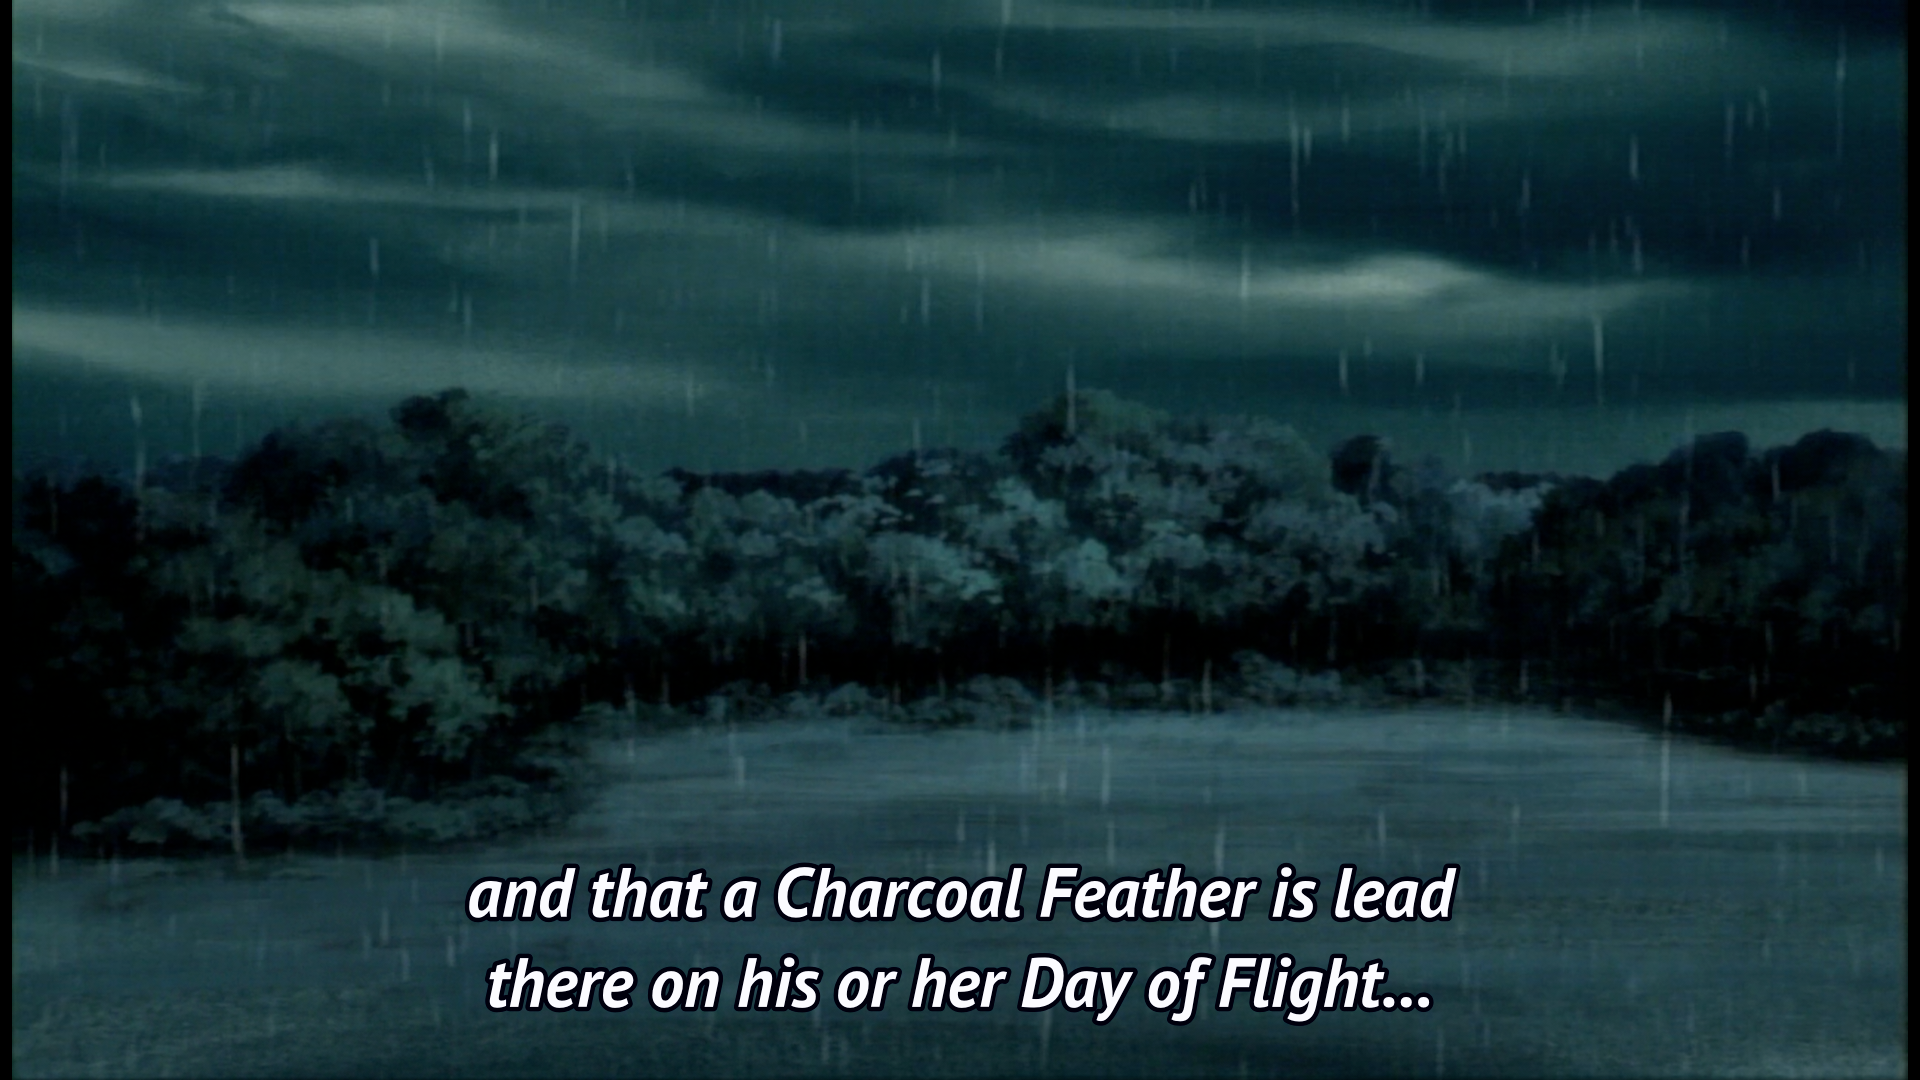 and that a Charcoal Feather is lead
there on his or her Day of Flight...